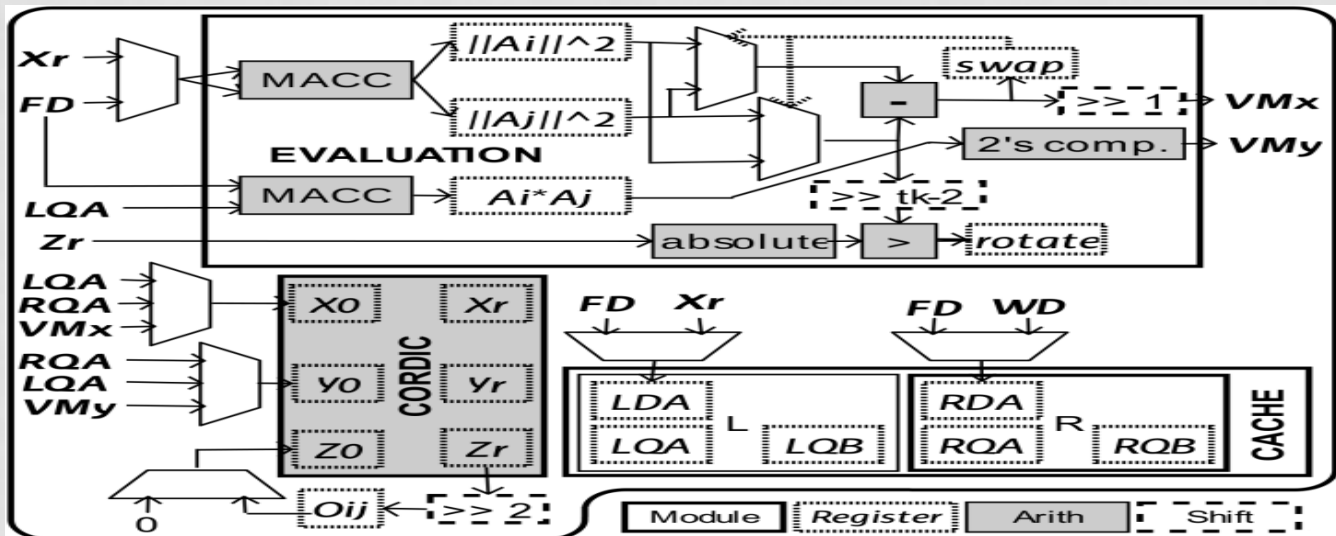 Xr
FD
LQA
Zr
MACC
||Ai||^2
||Aj||^2
EVALUATION
MACC
Ai*Aj
-
swap
>> 1
VMx
2's comp.
VMy
>> tk-2
absolute
>
rotate
LQA
RQA
VMx
RQA
LQA
VMy
X0
Xr
Y0
Yr
Z0
Zr
CORDIC
0
Oij
>> 2
FD
Xr
FD
WD
LDA
LQA
L
LQB
RDA
RQA
R
RQB
CACHE
Module
Register
Arith
Shift